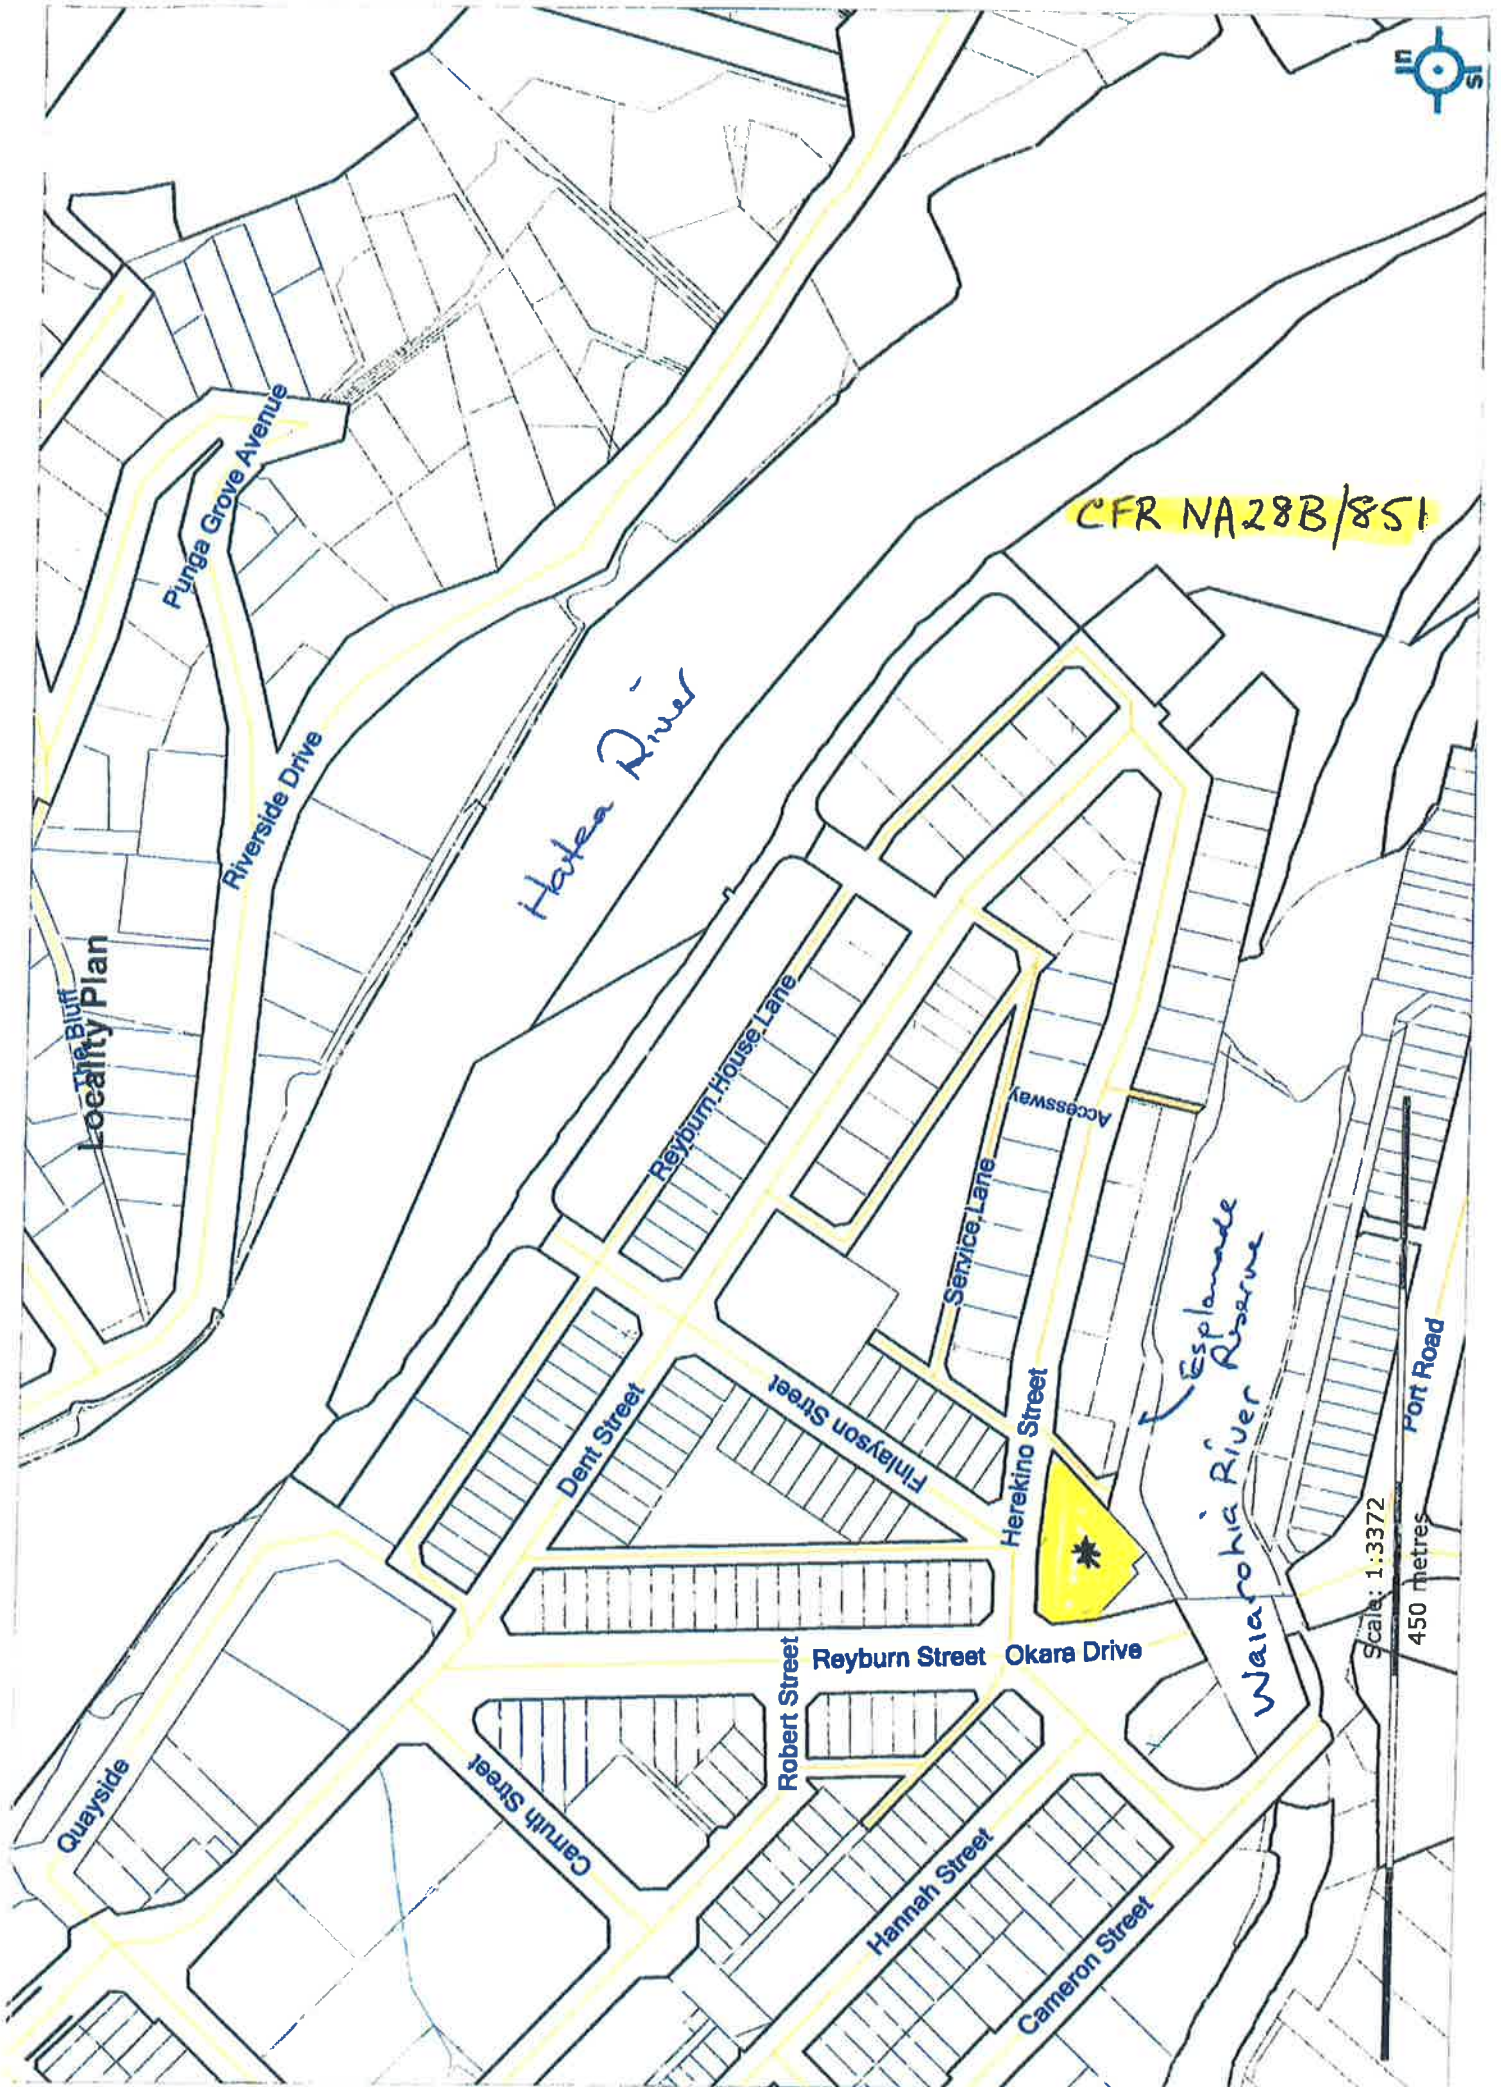 Locality Plan
The Bluff
Punga Grove Avenue
Riverside Drive
CFR NA28B/851
Hatea River
Reyburn House Lane
Accessway
Service Lane
Dent Street
Finlayson Street
Herekino Street
Esplanade
Reserve
Waiarohia River
Port Road
Reyburn Street
Okara Drive
Robert Street
Quayside
Carruth Street
Hannah Street
Cameron Street
Scale: 1:3372
450 metres
n
s